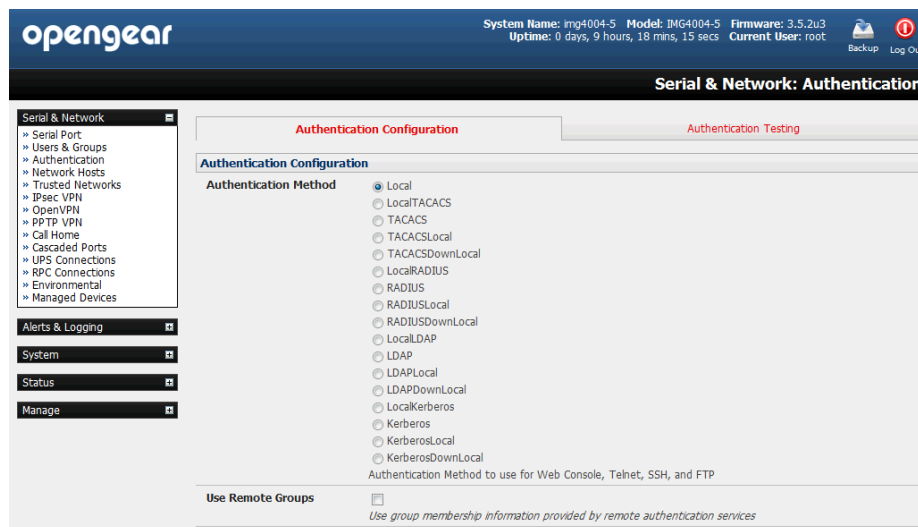 opengear
System Name: img4004-5 Model: IMG4004-5 Firmware: 3.5.2u3
Uptime: 0 days, 9 hours, 18 mins, 15 secs Current User: root
Backup
Log Ou
Serial & Network: Authentication
Serial & Network
» Serial Port
» Users & Groups
» Authentication
» Network Hosts
» Trusted Networks
» IPsec VPN
» OpenVPN
» PPTP VPN
» Call Home
» Cascaded Ports
» UPS Connections
» RPC Connections
» Environmental
» Managed Devices
Alerts & Logging
System
Status
Manage
Authentication Configuration
Authentication Testing
Authentication Configuration
Authentication Method
Local
LocalTACACS
TACACS
TACACSLocal
TACACSDownLocal
LocalRADIUS
RADIUS
RADIUSLocal
RADIUSDownLocal
LocalLDAP
LDAP
LDAPLocal
LDAPDownLocal
LocalKerberos
Kerberos
KerberosLocal
KerberosDownLocal
Authentication Method to use for Web Console, Telnet, SSH, and FTP
Use Remote Groups
Use group membership information provided by remote authentication services